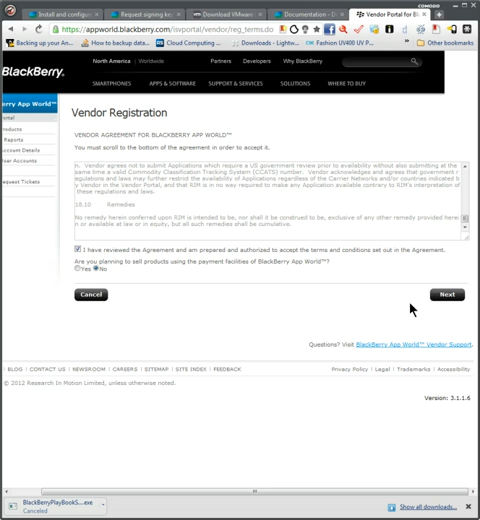 COMODO
Install and configu
Request signing ke
Download VMware
Documentation - D
Vendor Portal for Bl
https://appworld.blackberry.com/isvportal/vendor/reg_terms.do
Backing up your An...
How to backup data...
Cloud Computing ...
Downloads - Lightw...
Fashion UV400 UV P...
Other bookmarks
North America
Worldwide
Partners
Developers
Why BlackBerry
BlackBerry.
SMARTPHONES
APPS & SOFTWARE
SUPPORT & SERVICES
SOLUTIONS
WHERE TO BUY
erry App World™
Portal
roducts
Reports
ccount Details
ser Accounts
equest Tickets
Vendor Registration
VENDOR AGREEMENT FOR BLACKBERRY APP WORLD™
You must scroll to the bottom of the agreement in order to accept it.
n. Vendor agrees not to submit Applications which require a US government review prior to availability without also submitting at the
same time a valid Commodity Classification Tracking System (CCATS) number. Vendor acknowledges and agrees that government r
egulations and laws may further restrict the availability of Applications regardless of the Carrier Networks and/or countries indicated b
y Vendor in the Vendor Portal, and that RIM is in no way required to make any Application available contrary to RIM's interpretation of
these regulations and laws.
18.10 Remedies
No remedy herein conferred upon RIM is intended to be, nor shall it be construed to be, exclusive of any other remedy provided herei
n or available at law or in equity, but all such remedies shall be cumulative.
I have reviewed the Agreement and am prepared and authorized to accept the terms and conditions set out in the Agreement.
Are you planning to sell products using the payment facilities of BlackBerry App World™?
Yes No
Cancel
Next
Questions? Visit BlackBerry App World™ Vendor Support.
BLOG | CONTACT US | NEWSROOM | CAREERS | SITEMAP | SITE INDEX | FEEDBACK
Privacy Policy | Legal | Trademarks | Accessibility
© 2012 Research In Motion Limited, unless otherwise noted.
Version: 3.1.1.6
BlackBerryPlayBookS....exe
Canceled
Show all downloads...